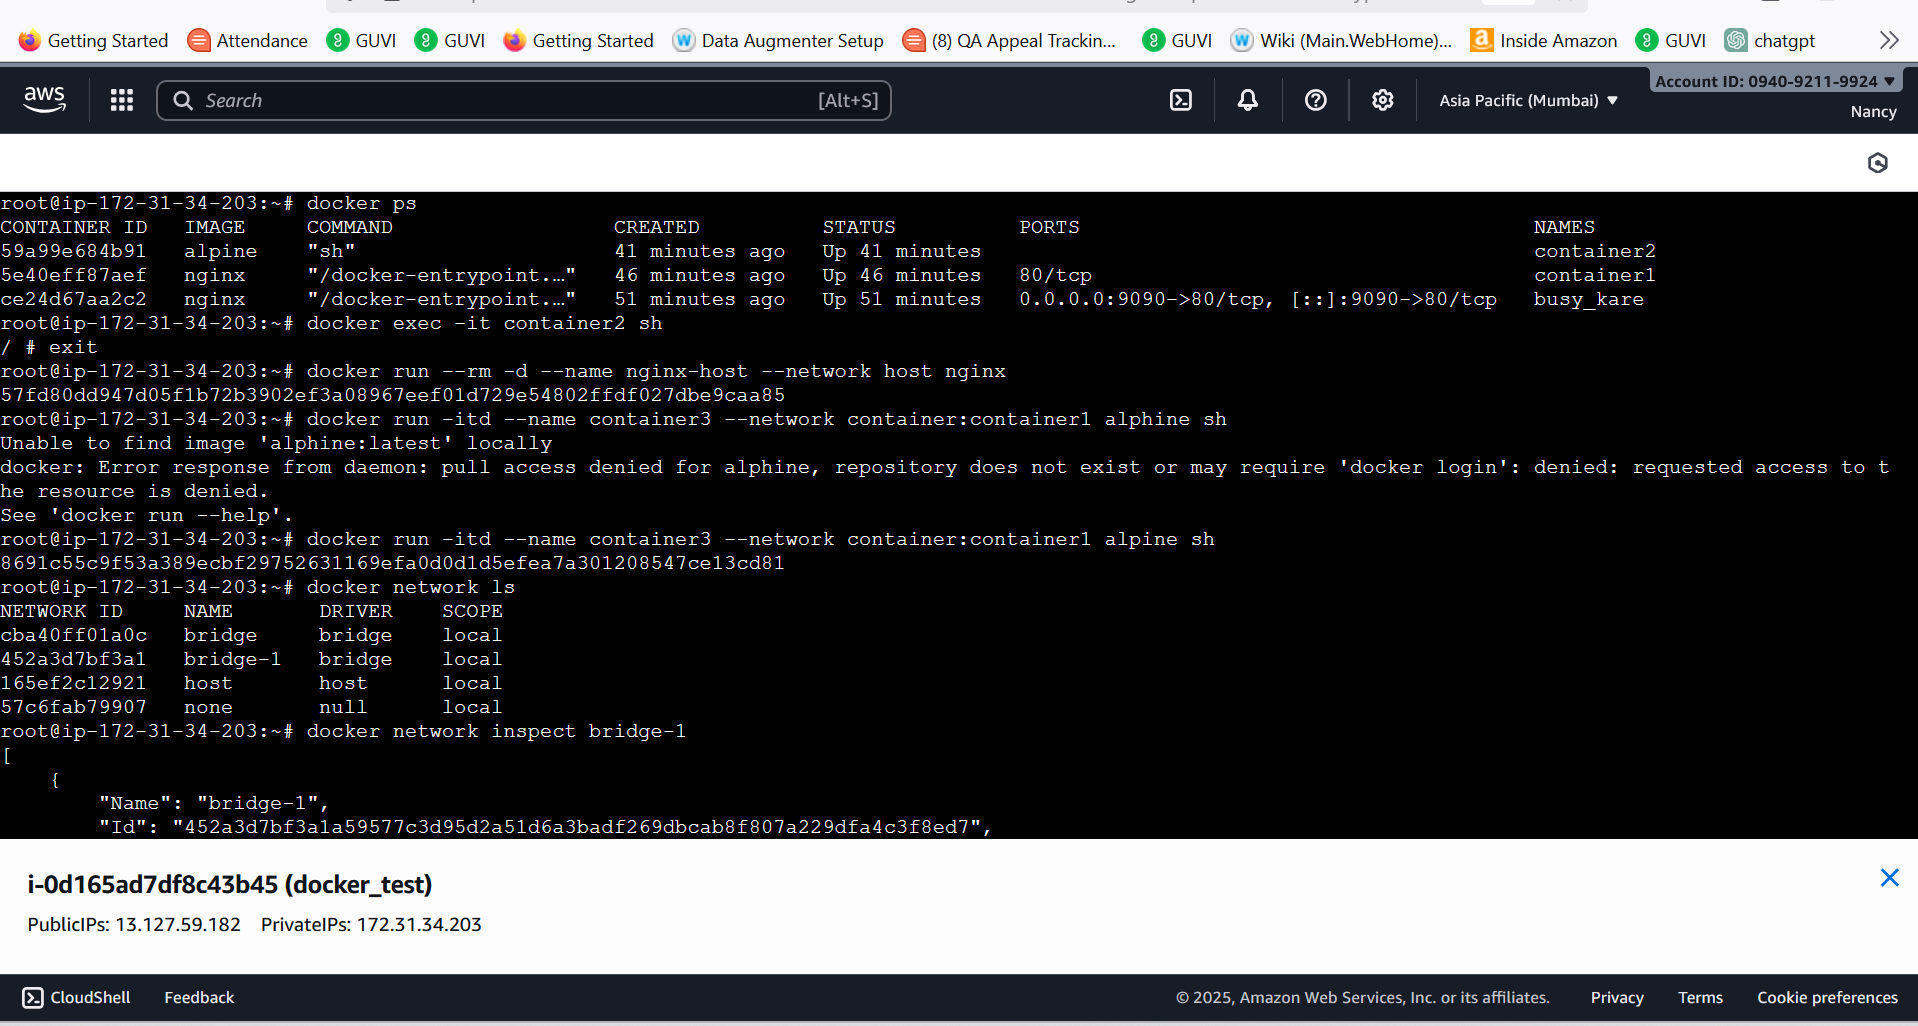 Getting Started Attendance GUVI GUVI Getting Started Data Augmenter Setup (8) QA Appeal Trackin... GUVI Wiki (Main.WebHome)... Inside Amazon GUVI chatgpt
aws Search [Alt+S] Asia Pacific (Mumbai) Account ID: 0940-9211-9924
Nancy
root@ip-172-31-34-203:~# docker ps
CONTAINER ID IMAGE COMMAND CREATED STATUS PORTS NAMES
59a99e684b91 alpine "sh" 41 minutes ago Up 41 minutes container2
5e40eff87aef nginx "/docker-entrypoint.…" 46 minutes ago Up 46 minutes 80/tcp container1
ce24d67aa2c2 nginx "/docker-entrypoint.…" 51 minutes ago Up 51 minutes 0.0.0.0:9090->80/tcp, [::]:9090->80/tcp busy_kare
root@ip-172-31-34-203:~# docker exec -it container2 sh
/ # exit
root@ip-172-31-34-203:~# docker run --rm -d --name nginx-host --network host nginx
57fd80dd947d05f1b72b3902ef3a08967eef01d729e54802ffdf027dbe9caa85
root@ip-172-31-34-203:~# docker run -itd --name container3 --network container:container1 alphine sh
Unable to find image 'alphine:latest' locally
docker: Error response from daemon: pull access denied for alphine, repository does not exist or may require 'docker login': denied: requested access to t
he resource is denied.
See 'docker run --help'.
root@ip-172-31-34-203:~# docker run -itd --name container3 --network container:container1 alpine sh
8691c55c9f53a389ecbf29752631169efa0d0d1d5efea7a301208547ce13cd81
root@ip-172-31-34-203:~# docker network ls
NETWORK ID NAME DRIVER SCOPE
cba40ff01a0c bridge bridge local
452a3d7bf3a1 bridge-1 bridge local
165ef2c12921 host host local
57c6fab79907 none null local
root@ip-172-31-34-203:~# docker network inspect bridge-1
[
{
"Name": "bridge-1",
"Id": "452a3d7bf3a1a59577c3d95d2a51d6a3badf269dbcab8f807a229dfa4c3f8ed7",
i-0d165ad7df8c43b45 (docker_test)
PublicIPs: 13.127.59.182 PrivateIPs: 172.31.34.203
CloudShell Feedback © 2025, Amazon Web Services, Inc. or its affiliates. Privacy Terms Cookie preferences